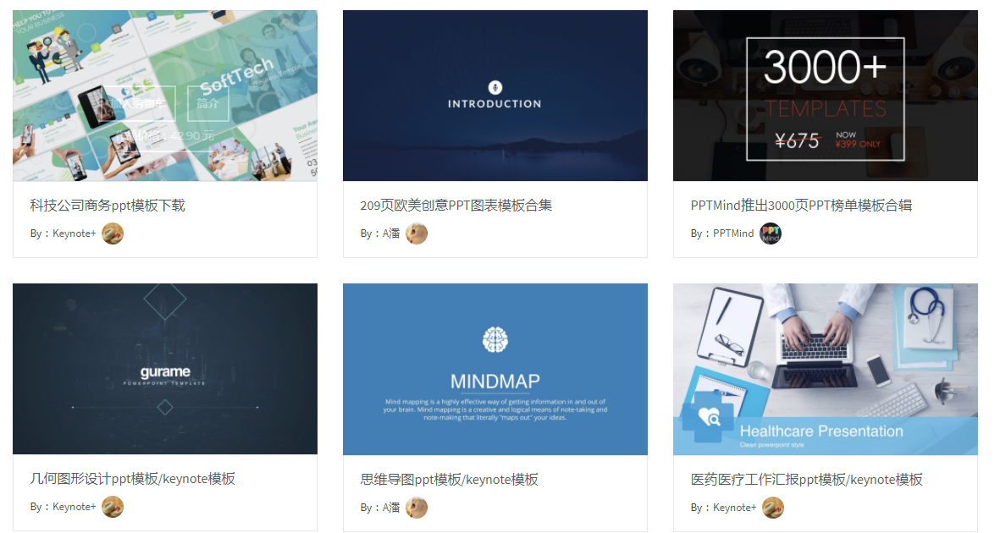 HELP YOU TO
YOUR BUSINESS
SoftTech
加入购物车
简介
42.90 元
INTRODUCTION
3000+
TEMPLATES
¥675
NOW
¥399 ONLY
科技公司商务ppt模板下载
By：Keynote+
209页欧美创意PPT图表模板合集
By：A潘
PPTMind推出3000页PPT榜单模板合辑
By：PPTMind
PPT
Mind
gurame
POWERPOINT TEMPLATE
MINDMAP
Mind mapping is a highly effective way of getting information in and out of
your brain. Mind mapping is a creative and logical means of note-taking and
note-making that literally "maps out" your ideas.
Healthcare Presentation
Clean powerpoint style
几何图形设计ppt模板/keynote模板
By：Keynote+
思维导图ppt模板/keynote模板
By：A潘
医药医疗工作汇报ppt模板/keynote模板
By：Keynote+